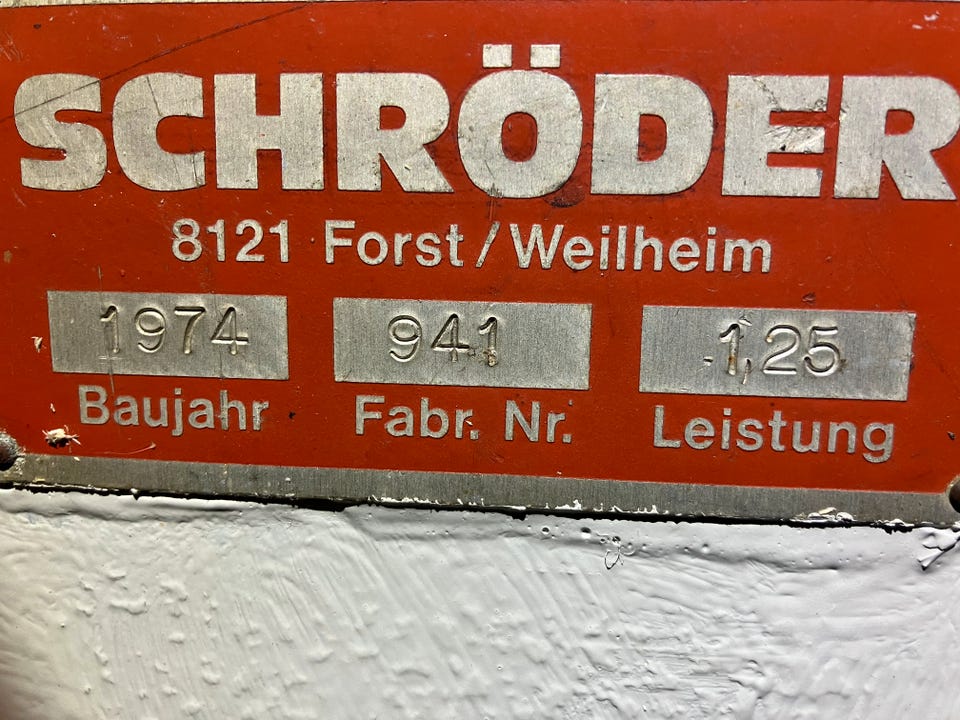 SCHRÖDER
8121 Forst/Weilheim
1974 941 1,25
Baujahr Fabr. Nr. Leistung